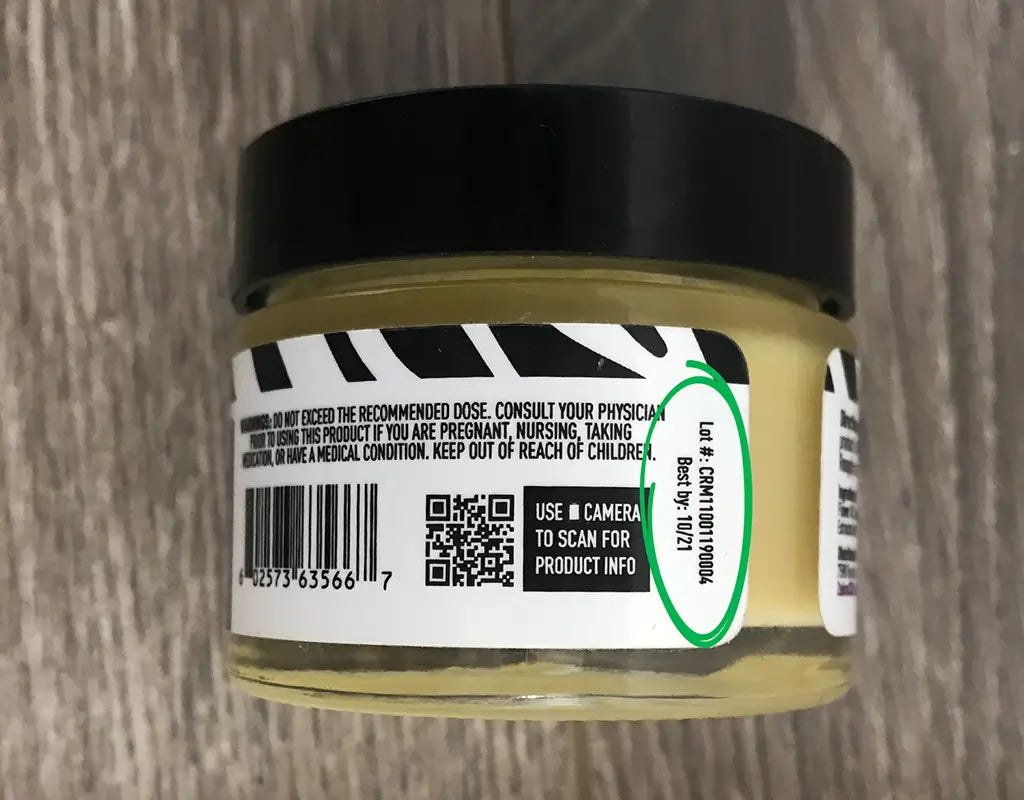 WARNINGS: DO NOT EXCEED THE RECOMMENDED DOSE. CONSULT YOUR PHYSICIAN
PRIOR TO USING THIS PRODUCT IF YOU ARE PREGNANT, NURSING, TAKING
MEDICATION, OR HAVE A MEDICAL CONDITION. KEEP OUT OF REACH OF CHILDREN.
6 02573 63566 7
USE CAMERA
TO SCAN FOR
PRODUCT INFO
Lot #: CRM11001190004
Best by: 10/21